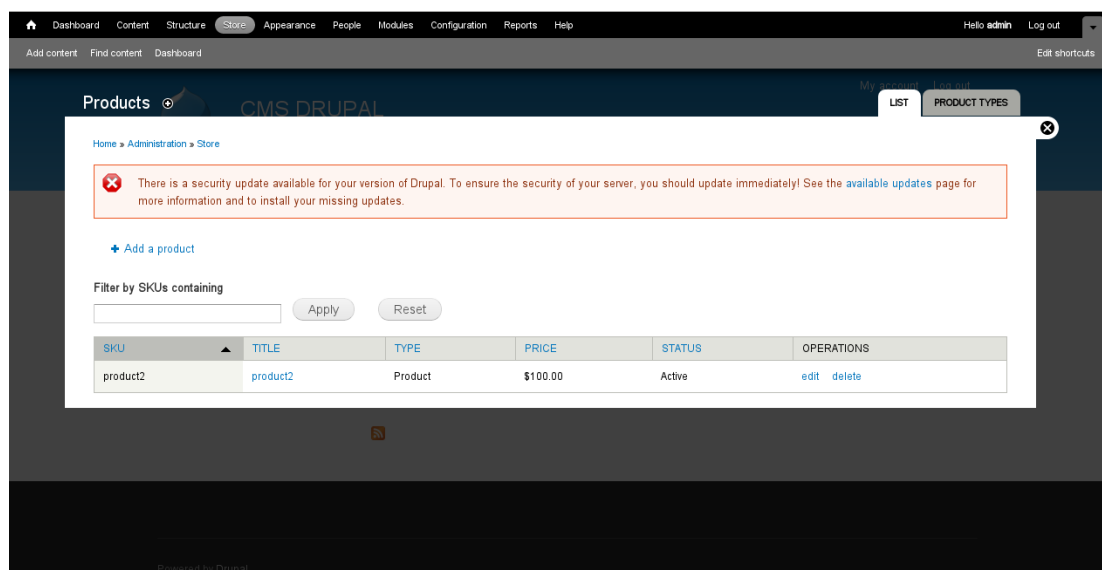 Dashboard Content Structure Store Appearance People Modules Configuration Reports Help Hello admin Log out
Add content Find content Dashboard Edit shortcuts
My account Log out
Products CMS DRUPAL LIST PRODUCT TYPES
Home » Administration » Store
There is a security update available for your version of Drupal. To ensure the security of your server, you should update immediately! See the available updates page for
more information and to install your missing updates.
Add a product
Filter by SKUs containing
Apply Reset
SKU TITLE TYPE PRICE STATUS OPERATIONS
product2 product2 Product $100.00 Active edit delete
Powered by Drupal